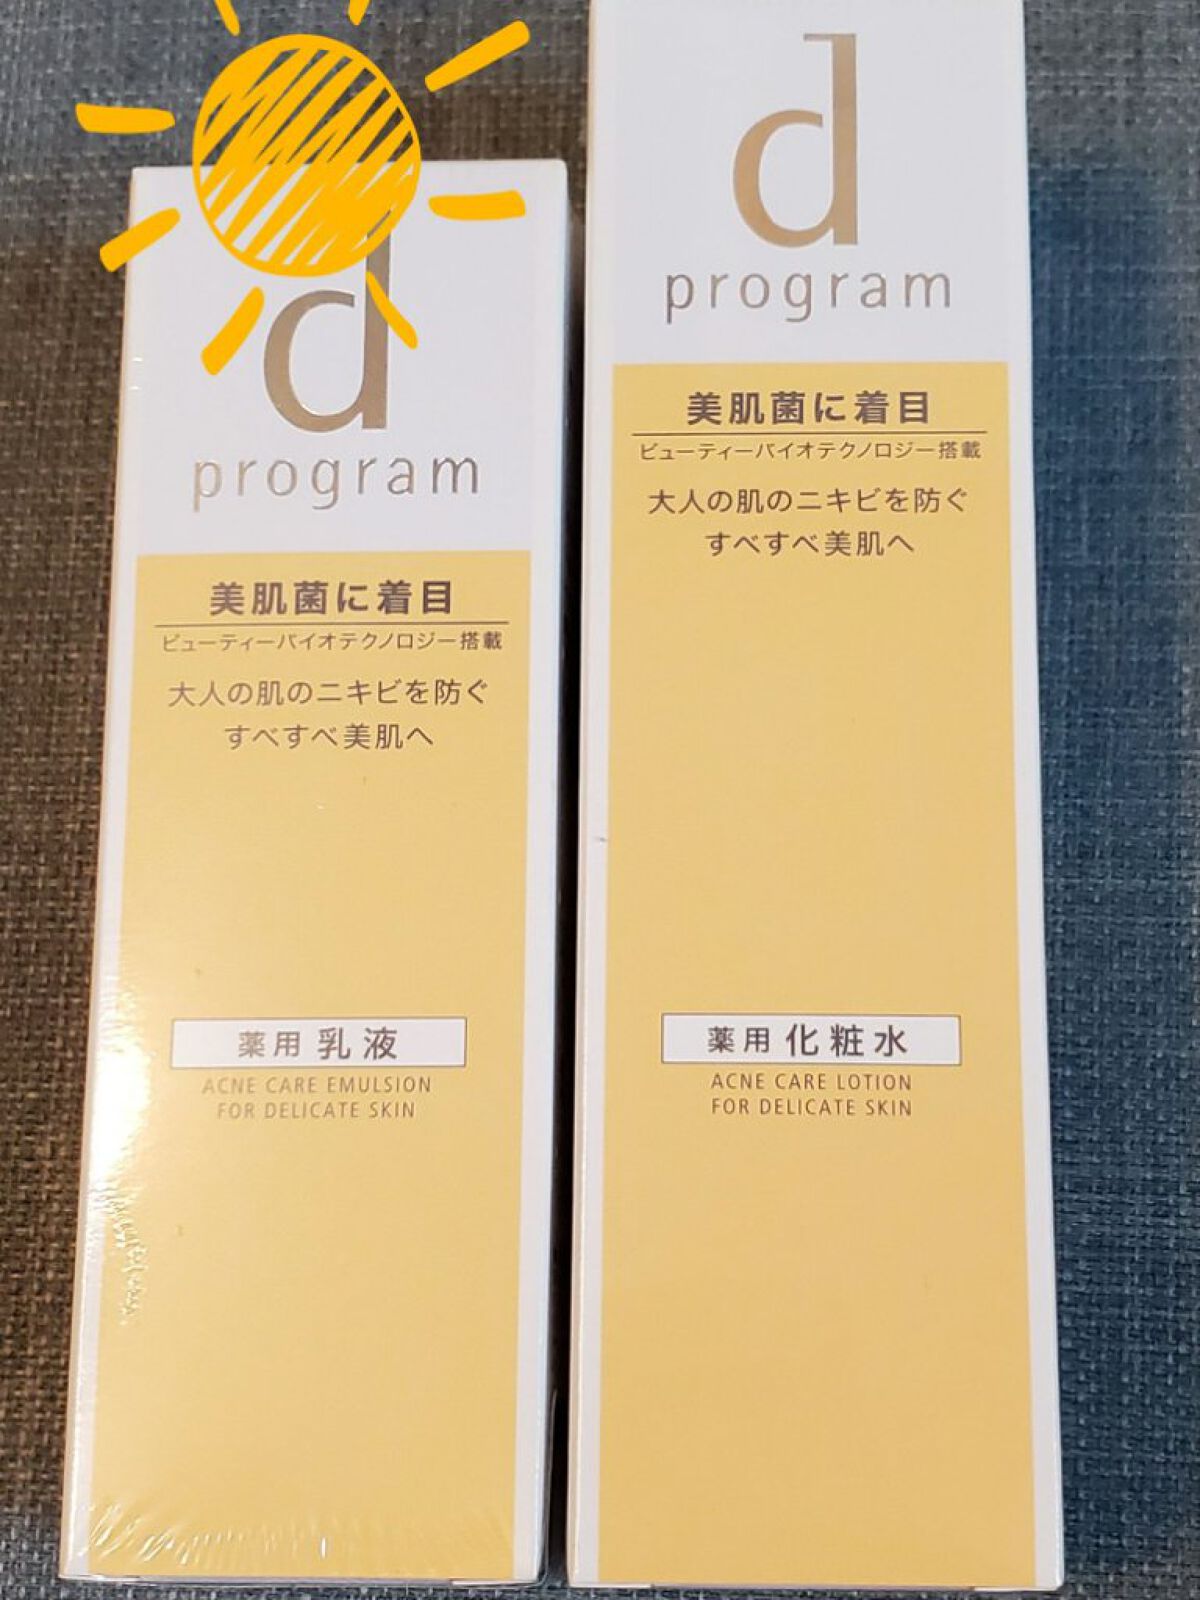 d
program
美肌菌に着目
ビューティーバイオテクノロジー搭載
大人の肌のニキビを防ぐ
すべすべ美肌へ
薬用 乳液
ACNE CARE EMULSION
FOR DELICATE SKIN
d
program
美肌菌に着目
ビューティーバイオテクノロジー搭載
大人の肌のニキビを防ぐ
すべすべ美肌へ
薬用 化粧水
ACNE CARE LOTION
FOR DELICATE SKIN